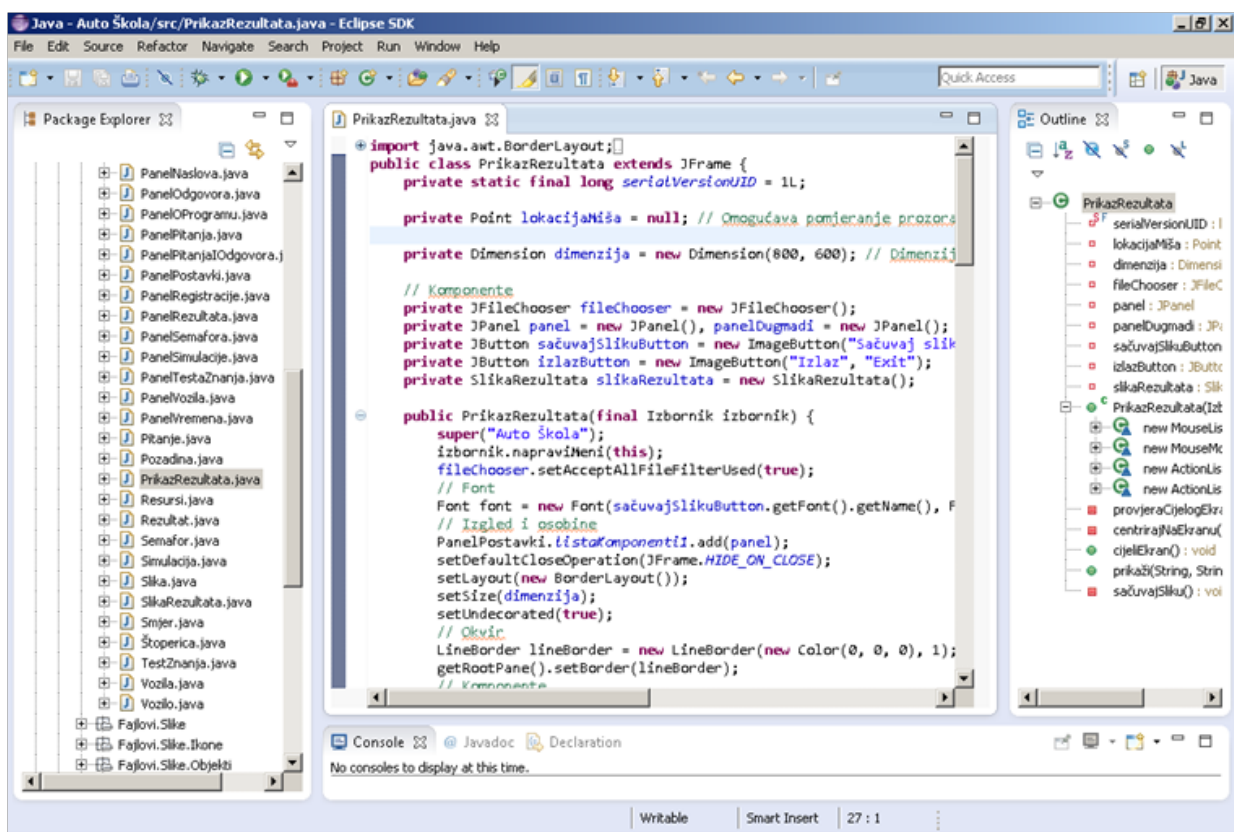 Java - Auto Škola/src/PrikazRezultata.java - Eclipse SDK
File Edit Source Refactor Navigate Search Project Run Window Help
Quick Access
Java
Package Explorer
PanelNaslova.java
PanelOdgovora.java
PanelOProgramu.java
PanelPitanja.java
PanelPitanjaIOdgovora.j
PanelPostavki.java
PanelRegistracije.java
PanelRezultata.java
PanelSemafora.java
PanelSimulacije.java
PanelTestaZnanja.java
PanelVozila.java
PanelVremena.java
Pitanje.java
Pozadina.java
PrikazRezultata.java
Resursi.java
Rezultat.java
Semafor.java
Simulacija.java
Slika.java
SlikaRezultata.java
Smjer.java
Štoperica.java
TestZnanja.java
Vozila.java
Vozilo.java
Fajlovi.Slike
Fajlovi.Slike.Ikone
Fajlovi.Slike.Objekti
PrikazRezultata.java
import java.awt.BorderLayout;
public class PrikazRezultata extends JFrame {
private static final long serialVersionUID = 1L;
private Point lokacijaMiša = null; // Omogućava pomjeranje prozora
private Dimension dimenzija = new Dimension(800, 600); // Dimenzij
// Komponente
private JFileChooser fileChooser = new JFileChooser();
private JPanel panel = new JPanel(), panelDugmadi = new JPanel();
private JButton sačuvajSlikuButton = new ImageButton("Sačuvaj slik
private JButton izlazButton = new ImageButton("Izlaz", "Exit");
private SlikaRezultata slikaRezultata = new SlikaRezultata();
public PrikazRezultata(final Izbornik izbornik) {
super("Auto Škola");
izbornik.napraviMeni(this);
fileChooser.setAcceptAllFileFilterUsed(true);
// Font
Font font = new Font(sačuvajSlikuButton.getFont().getName(), F
// Izgled i osobine
PanelPostavki.listaKomponenti1.add(panel);
setDefaultCloseOperation(JFrame.HIDE_ON_CLOSE);
setLayout(new BorderLayout());
setSize(dimenzija);
setUndecorated(true);
// Okvir
LineBorder lineBorder = new LineBorder(new Color(0, 0, 0), 1);
getRootPane().setBorder(lineBorder);
// Komponente
Outline
PrikazRezultata
serialVersionUID : l
lokacijaMiša : Point
dimenzija : Dimensi
fileChooser : JFileC
panel : JPanel
panelDugmadi : JPa
sačuvajSlikuButton
izlazButton : JButto
slikaRezultata : Slik
PrikazRezultata(Izb
new MouseLis
new MouseMo
new ActionLis
new ActionLis
provjeraCijelogEkra
centrirajNaEkranu(
cijeliEkran() : void
prikaži(String, Strin
sačuvajSliku() : voi
Console Javadoc Declaration
No consoles to display at this time.
Writable Smart Insert 27 : 1